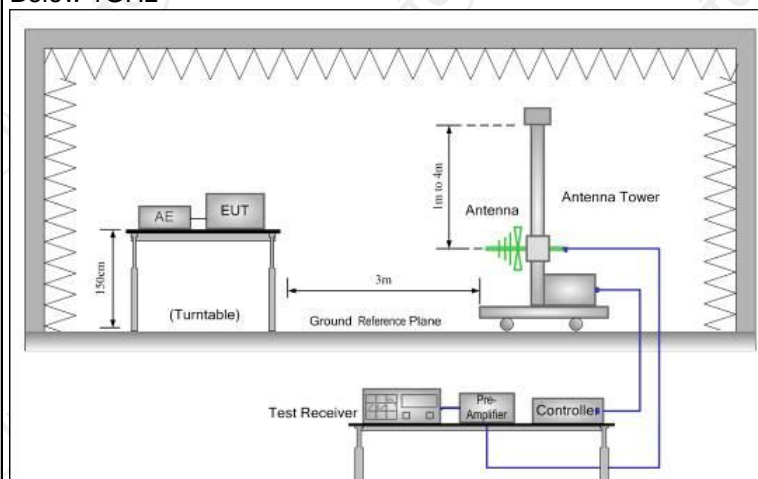 Below 1GHz
1m to 4m
Antenna
Antenna Tower
AE
EUT
150cm
3m
(Turntable)
Ground Reference Plane
Test Receiver
Pre-
Amplifier
Controller